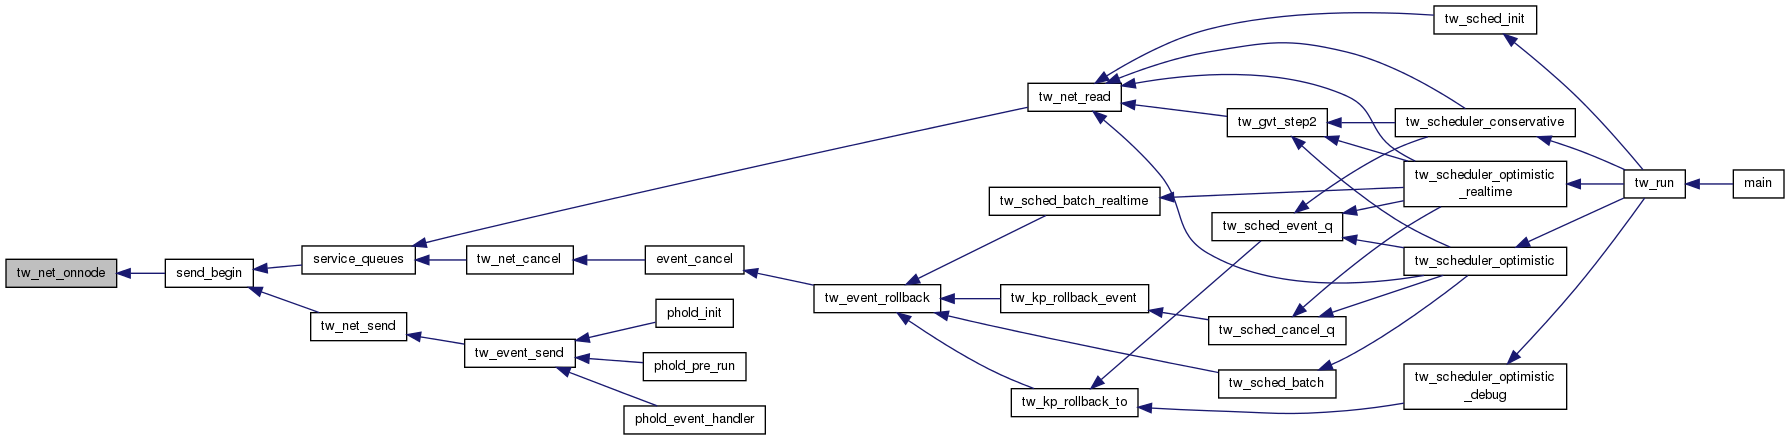 tw_net_onnode
send_begin
service_queues
tw_net_send
tw_net_cancel
tw_event_send
event_cancel
phold_init
phold_pre_run
phold_event_handler
tw_event_rollback
tw_net_read
tw_sched_batch_realtime
tw_kp_rollback_event
tw_kp_rollback_to
tw_gvt_step2
tw_sched_event_q
tw_sched_cancel_q
tw_sched_batch
tw_sched_init
tw_scheduler_conservative
tw_scheduler_optimistic
_realtime
tw_scheduler_optimistic
tw_scheduler_optimistic
_debug
tw_run
main